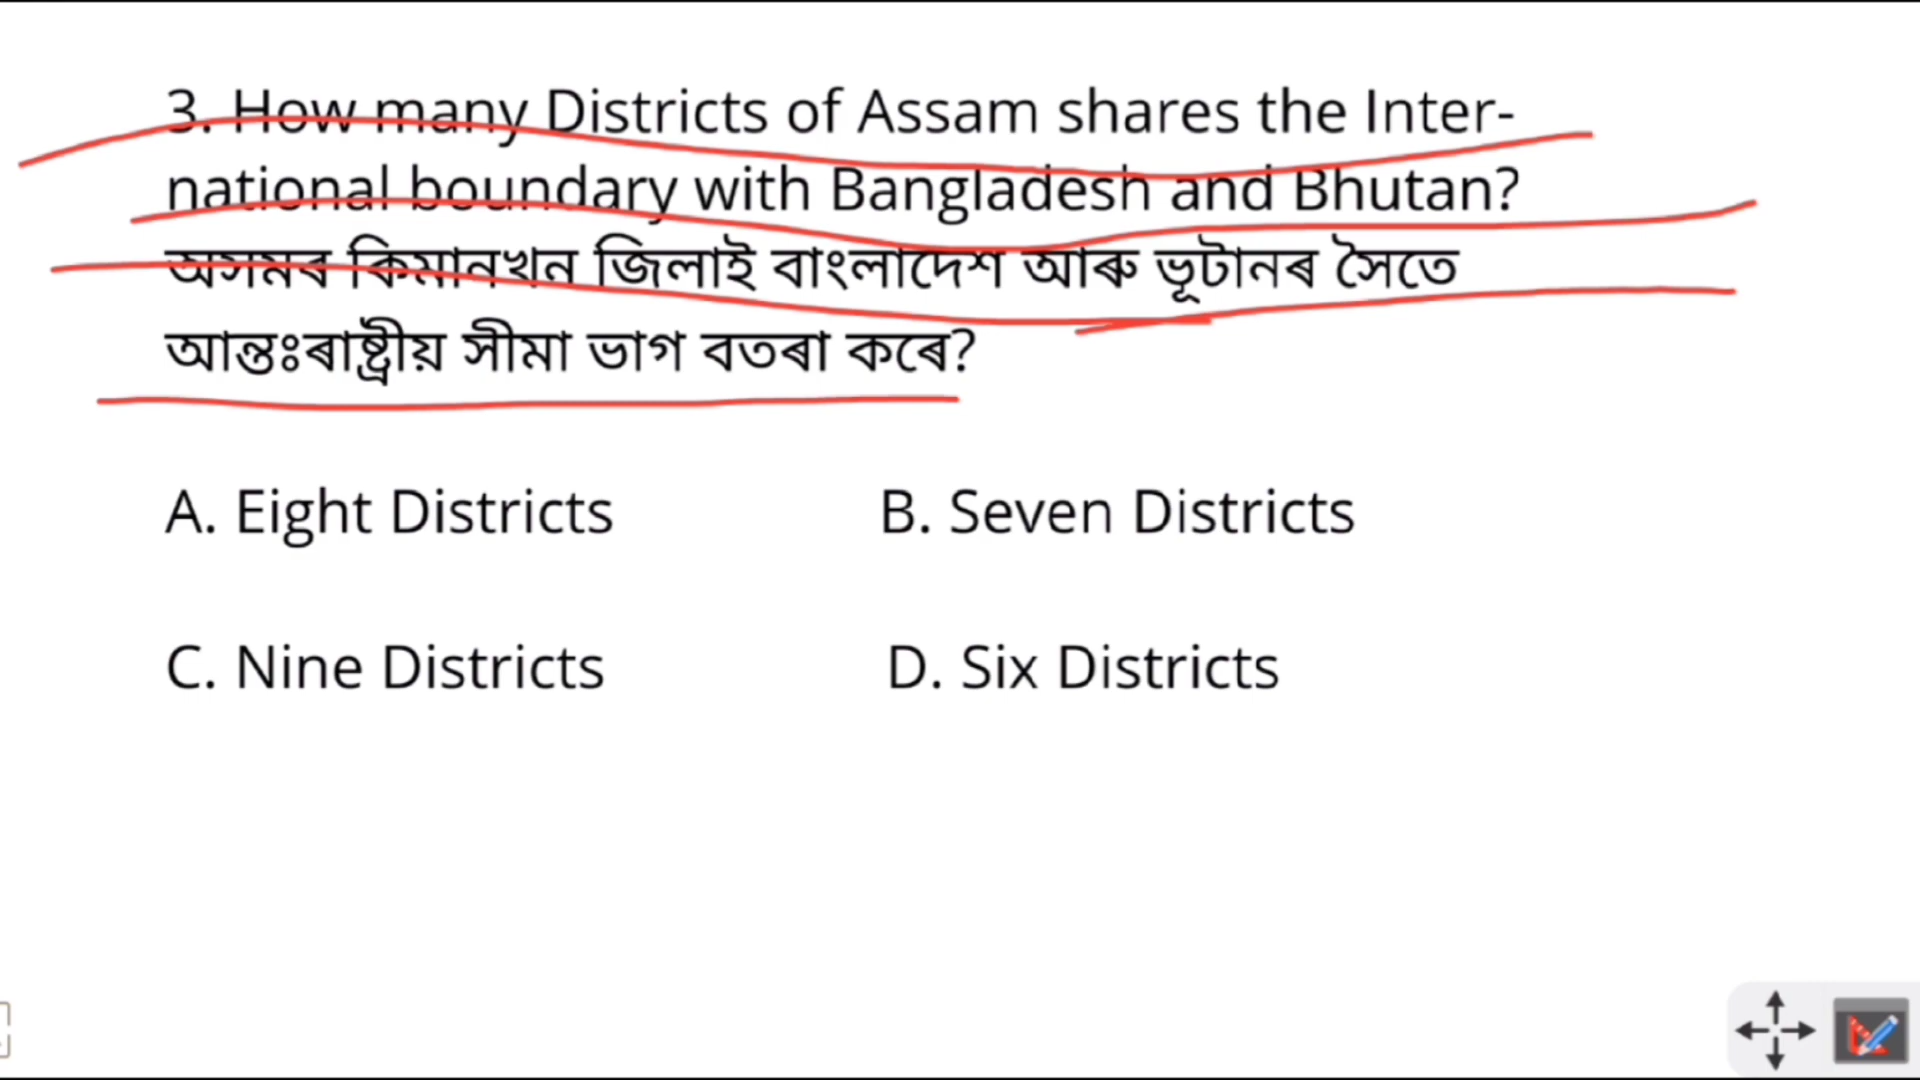 3. How many Districts of Assam shares the Inter-
national boundary with Bangladesh and Bhutan?
অসমৰ কিমানখন জিলাই বাংলাদেশ আৰু ভূটানৰ সৈতে
আন্তঃৰাষ্ট্ৰীয় সীমা ভাগ বতৰা কৰে?
A. Eight Districts
B. Seven Districts
C. Nine Districts
D. Six Districts